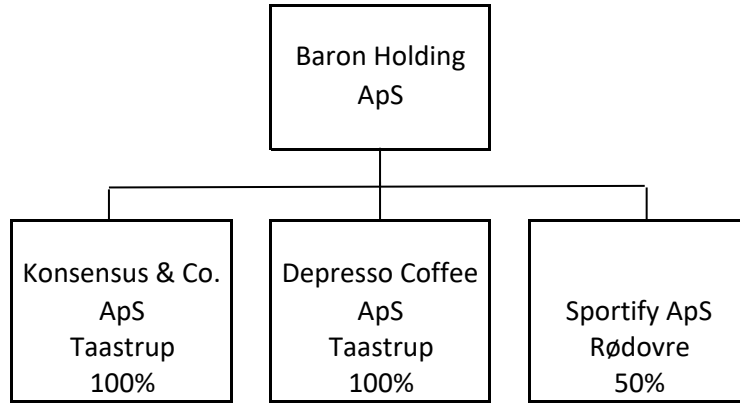 Baron Holding
ApS
Konsensus & Co.
ApS
Taastrup
100%
Depresso Coffee
ApS
Taastrup
100%
Sportify ApS
Rødovre
50%